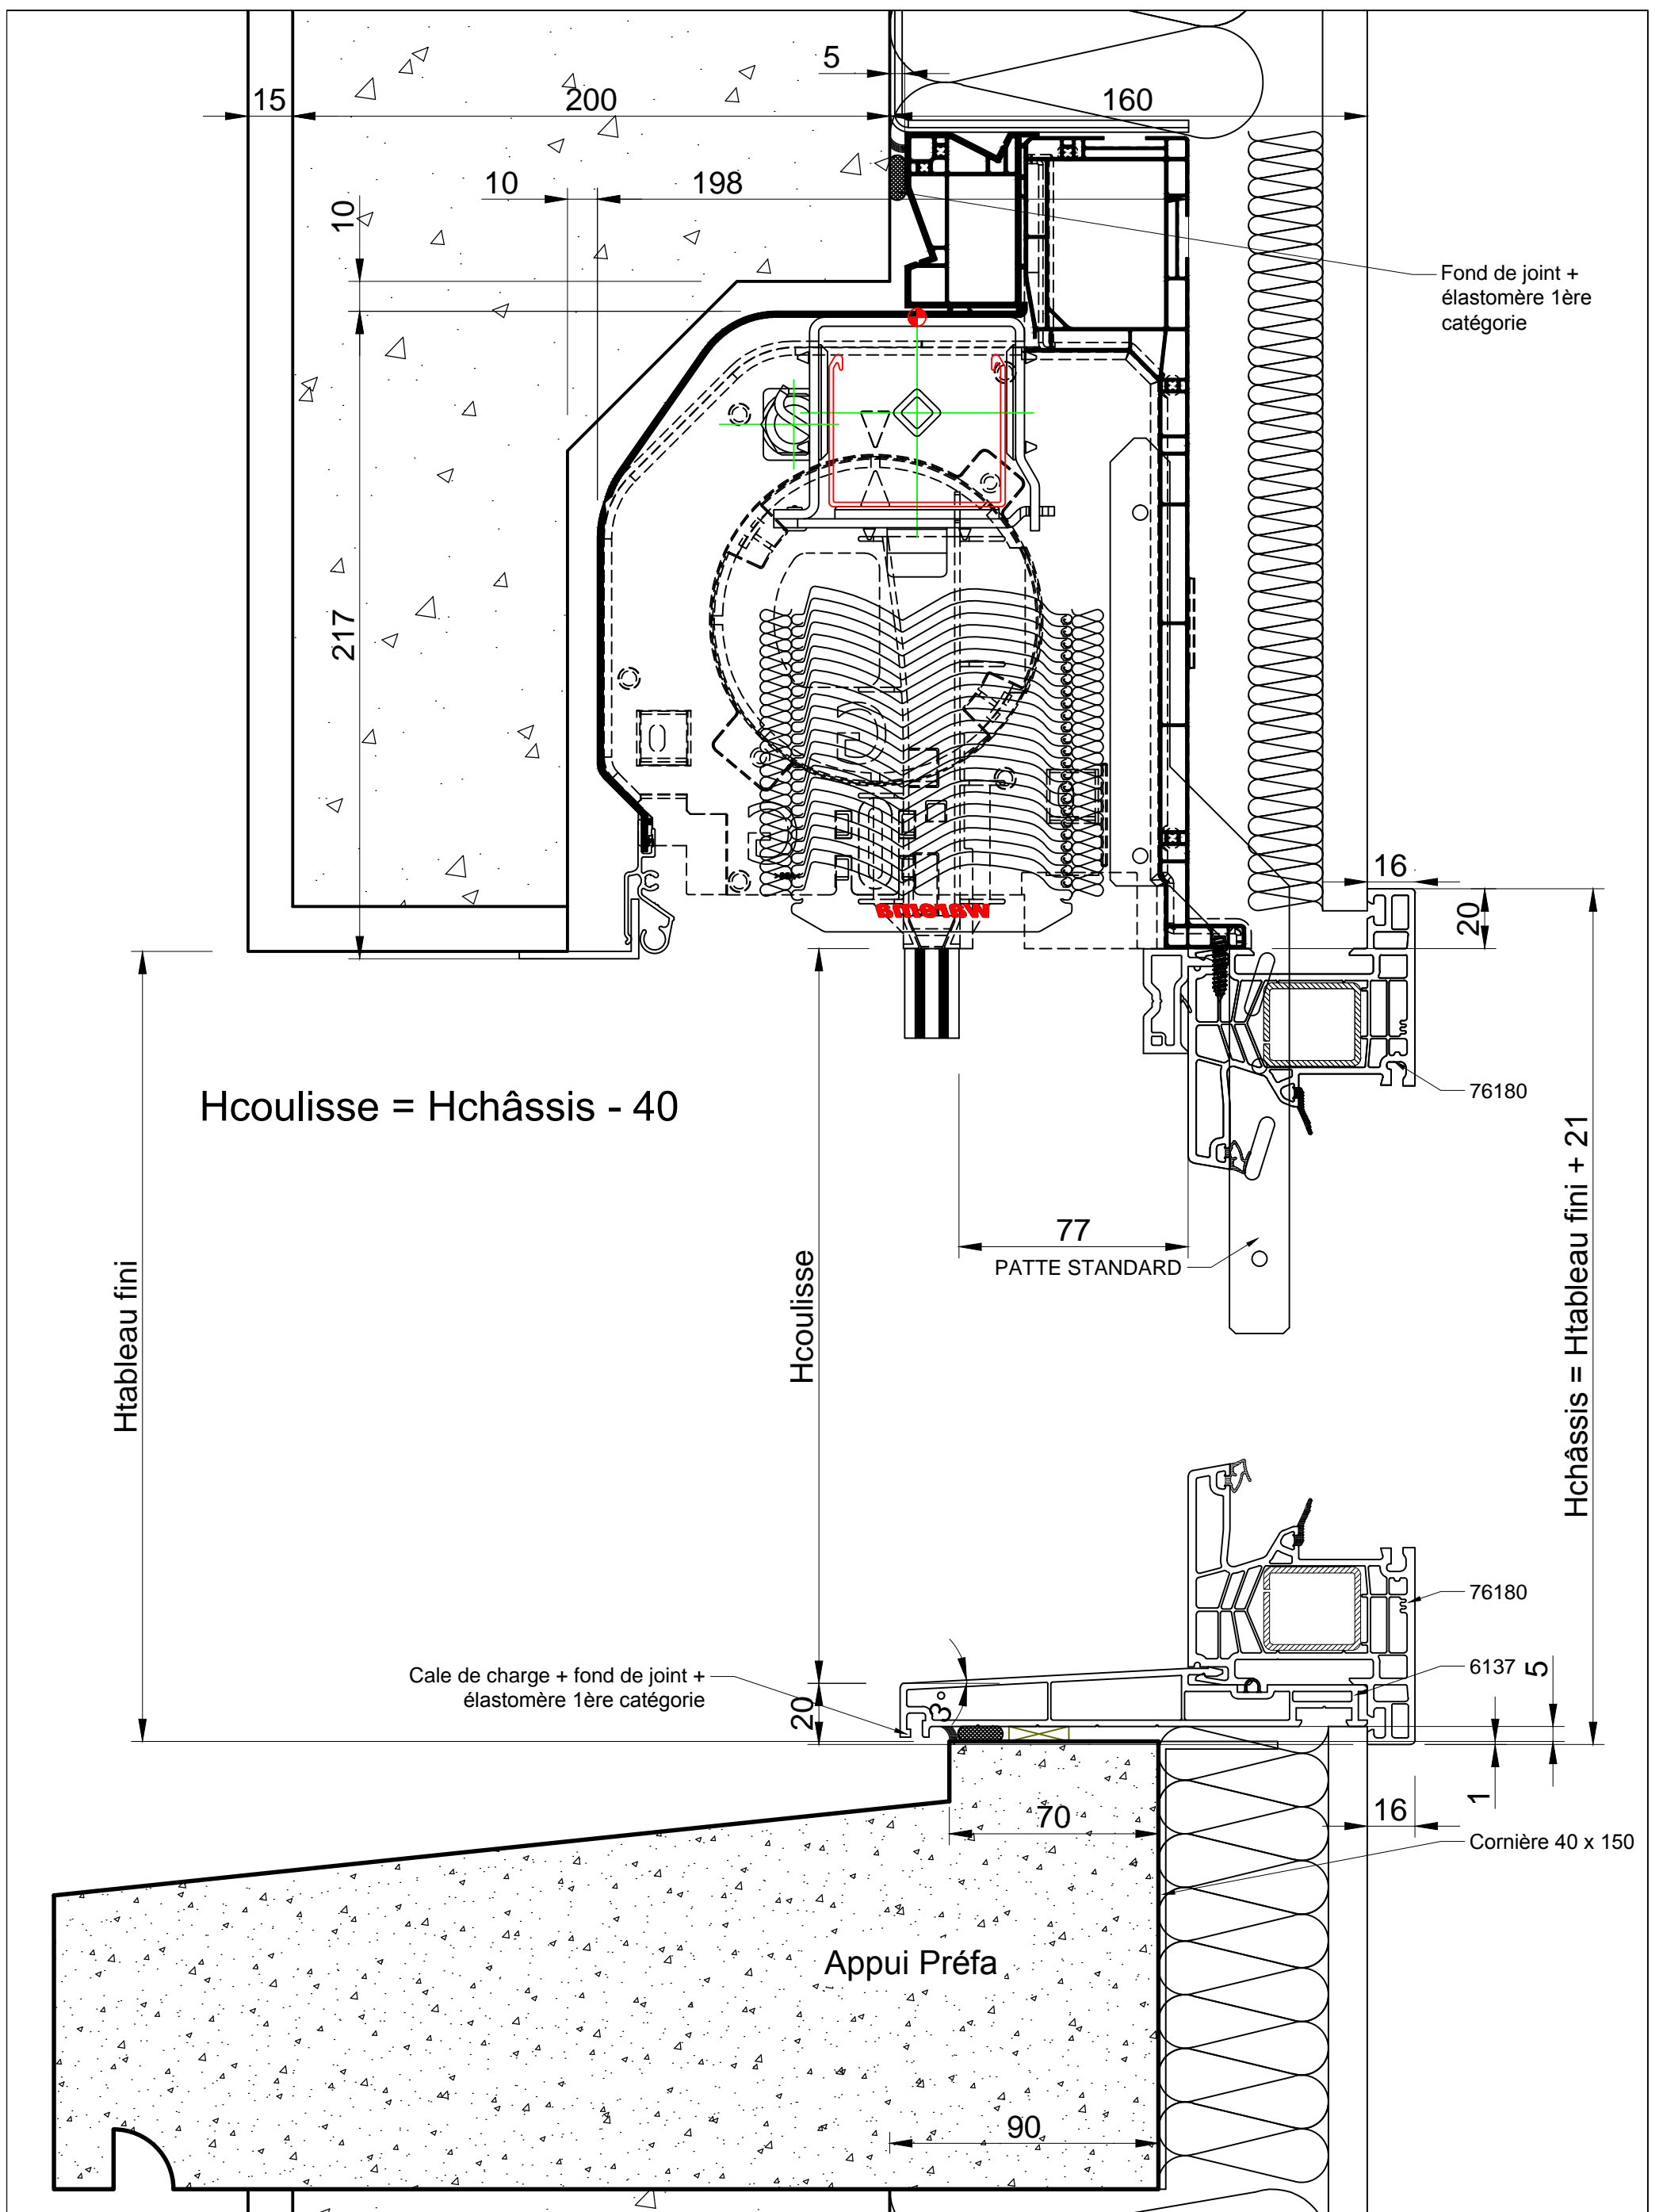 5
15
200
160
10
198
10
Fond de joint +
élastomère 1ère
catégorie
217
16
20
warema
76180
Hcoulisse = Hchâssis - 40
77
PATTE STANDARD
Htableau fini
Hcoulisse
Hchâssis = Htableau fini + 21
76180
Cale de charge + fond de joint +
élastomère 1ère catégorie
6137
5
20
3°
70
16
1
Cornière 40 x 150
Appui Préfa
90